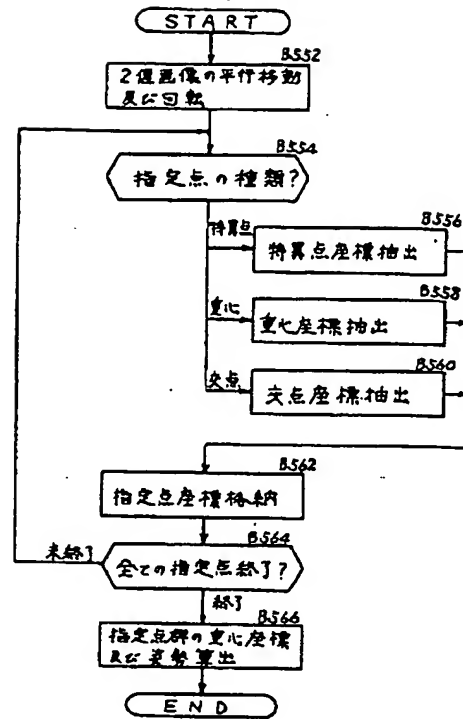 START
B552
2値画像の平行移動
及び回転
B554
指定点の種類?
特異点
B556
特異点座標抽出
重心
B558
重心座標抽出
交点
B560
交点座標抽出
B562
指定点座標格納
B564
全ての指定点終了?
未終了
終了
B566
指定点群の重心座標
及び姿勢算出
END